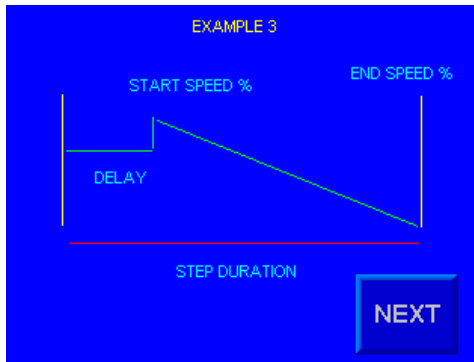 EXAMPLE 3
END SPEED %
START SPEED %
DELAY
STEP DURATION
NEXT